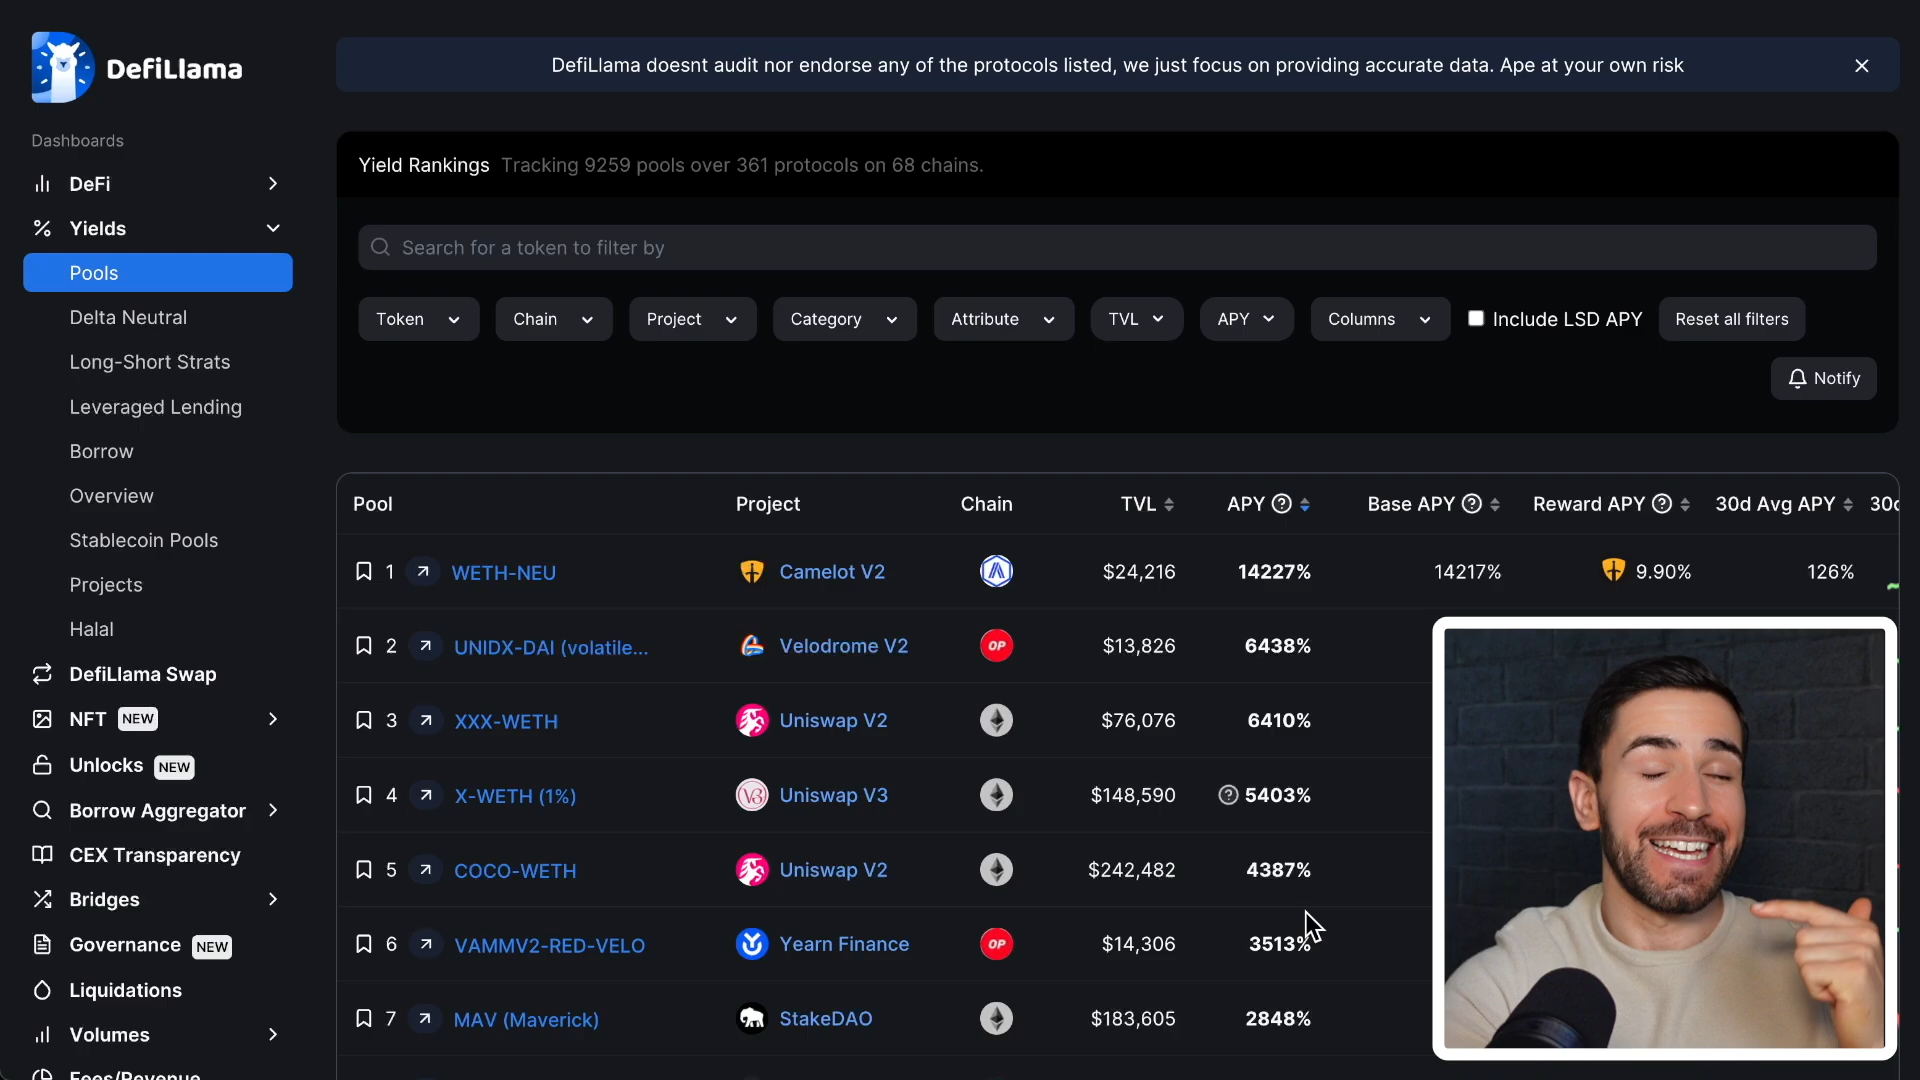 DefiLlama
DefiLlama doesnt audit nor endorse any of the protocols listed, we just focus on providing accurate data. Ape at your own risk
Dashboards
DeFi
Yields
Pools
Delta Neutral
Long-Short Strats
Leveraged Lending
Borrow
Overview
Stablecoin Pools
Projects
Halal
DefiLlama Swap
NFT NEW
Unlocks NEW
Borrow Aggregator
CEX Transparency
Bridges
Governance NEW
Liquidations
Volumes
Fees/Revenue
Yield Rankings Tracking 9259 pools over 361 protocols on 68 chains.
Search for a token to filter by
Token Chain Project Category Attribute TVL APY Columns Include LSD APY Reset all filters
Notify
Pool Project Chain TVL APY Base APY Reward APY 30d Avg APY
1 WETH-NEU Camelot V2 $24,216 14227% 14217% 9.90% 126%
2 UNIDX-DAI (volatile... Velodrome V2 OP $13,826 6438%
3 XXX-WETH Uniswap V2 $76,076 6410%
4 X-WETH (1%) V3 Uniswap V3 $148,590 5403%
5 COCO-WETH Uniswap V2 $242,482 4387%
6 VAMMV2-RED-VELO Yearn Finance OP $14,306 3513%
7 MAV (Maverick) StakeDAO $183,605 2848%